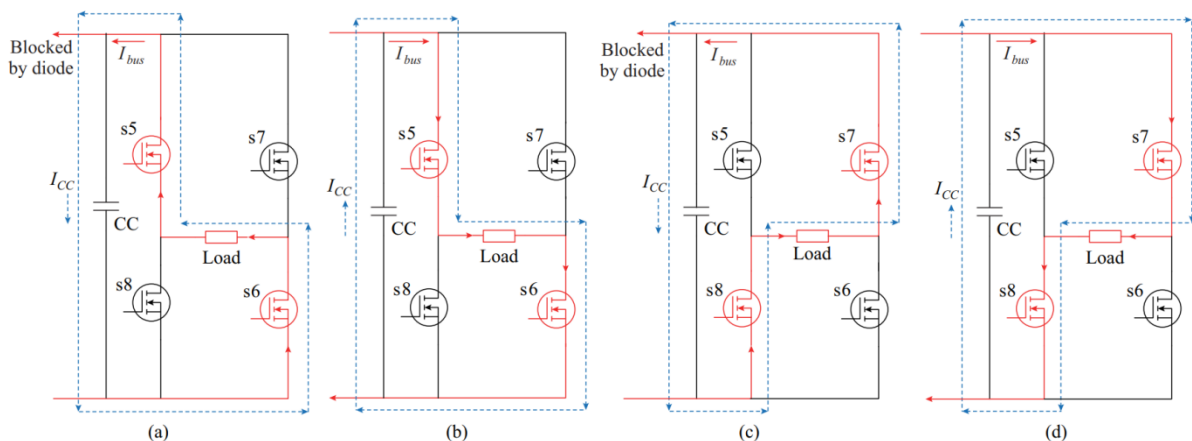 Blocked
by diode
I_bus
s5
s7
I_CC
CC
Load
s8
s6
(a)
I_bus
s5
s7
I_CC
CC
Load
s8
s6
(b)
Blocked
by diode
I_bus
s5
s7
I_CC
CC
Load
s8
s6
(c)
I_bus
s5
s7
I_CC
CC
Load
s8
s6
(d)